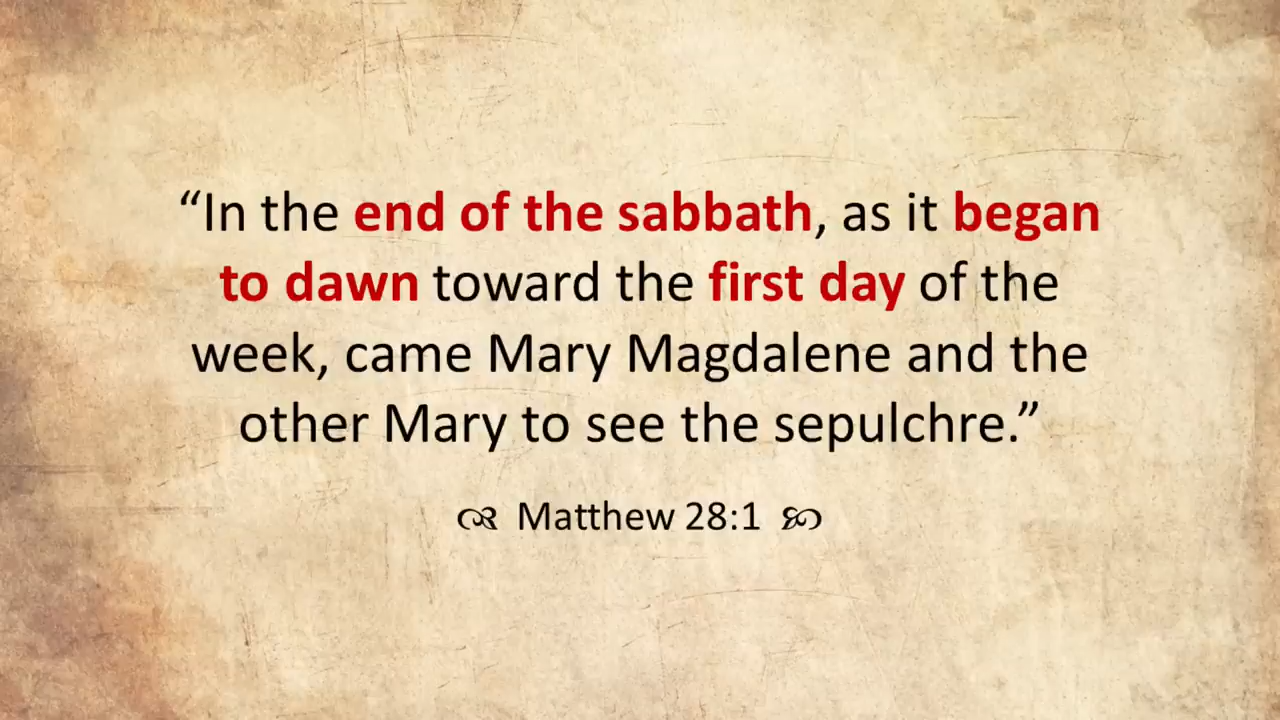 “In the end of the sabbath, as it began
to dawn toward the first day of the
week, came Mary Magdalene and the
other Mary to see the sepulchre.”
Matthew 28:1